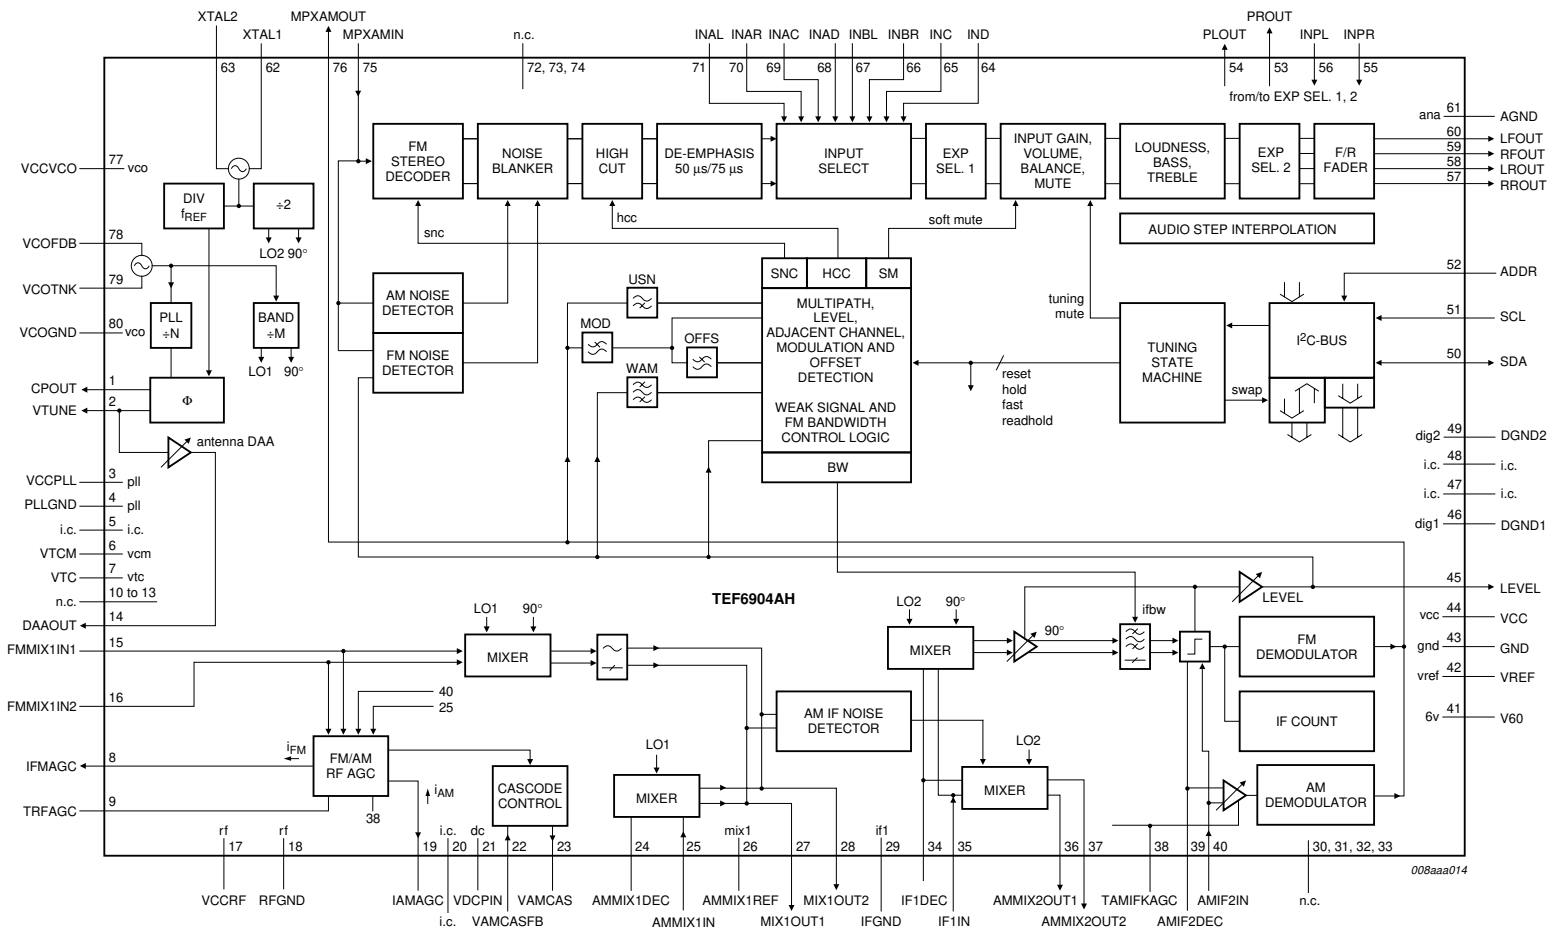 XTAL2
MPXAMOUT
PROUT
XTAL1
MPXAMIN
n.c.
INAL
INAR
INAC
INAD
INBL
INBR
INC
IND
PLOUT
INPL
INPR
63
62
76
75
72, 73, 74
71
70
69
68
67
66
65
64
54
53
56
55
from/to EXP SEL. 1, 2
ana
61
AGND
60
LFOUT
59
RFOUT
58
LROUT
57
RROUT
VCCVCO
77
vco
FM
STEREO
DECODER
NOISE
BLANKER
HIGH
CUT
DE-EMPHASIS
50 μs/75 μs
INPUT
SELECT
EXP
SEL. 1
INPUT GAIN,
VOLUME,
BALANCE,
MUTE
LOUDNESS,
BASS,
TREBLE
EXP
SEL. 2
F/R
FADER
DIV
fREF
÷2
LO2 90°
snc
hcc
soft mute
AUDIO STEP INTERPOLATION
VCOFDB
78
VCOTNK
79
VCOGND
80
vco
PLL
÷N
BAND
÷M
LO1
90°
CPOUT
1
VTUNE
2
Φ
antenna DAA
AM NOISE
DETECTOR
FM NOISE
DETECTOR
USN
MOD
OFFS
WAM
SNC
HCC
SM
MULTIPATH,
LEVEL,
ADJACENT CHANNEL,
MODULATION AND
OFFSET
DETECTION
WEAK SIGNAL AND
FM BANDWIDTH
CONTROL LOGIC
BW
tuning
mute
reset
hold
fast
readhold
TUNING
STATE
MACHINE
swap
I²C-BUS
52
ADDR
51
SCL
50
SDA
dig2
49
DGND2
i.c.
48
i.c.
i.c.
47
i.c.
dig1
46
DGND1
VCCPLL
3
pll
PLLGND
4
pll
i.c.
5
i.c.
VTCM
6
vcm
VTC
7
vtc
n.c.
10 to 13
DAAOUT
14
FMMIX1IN1
15
FMMIX1IN2
16
IFMAGC
8
TRFAGC
9
TEF6904AH
LO1
90°
MIXER
40
25
iFM
FM/AM
RF AGC
iAM
38
CASCODE
CONTROL
LO1
MIXER
AM IF NOISE
DETECTOR
LO2
90°
MIXER
90°
ifbw
LO2
MIXER
LEVEL
FM
DEMODULATOR
IF COUNT
AM
DEMODULATOR
45
LEVEL
vcc
44
VCC
gnd
43
GND
vref
42
VREF
6v
41
V60
rf
17
rf
18
19
i.c.
20
dc
21
22
23
24
25
mix1
26
27
28
if1
29
34
35
36
37
38
39
40
30, 31, 32, 33
008aaa014
VCCRF
RFGND
IAMAGC
VDCPIN
VAMCAS
AMMIX1DEC
AMMIX1REF
MIX1OUT2
IF1DEC
AMMIX2OUT1
TAMIFKAGC
AMIF2IN
n.c.
i.c.
VAMCASFB
AMMIX1IN
MIX1OUT1
IFGND
IF1IN
AMMIX2OUT2
AMIF2DEC